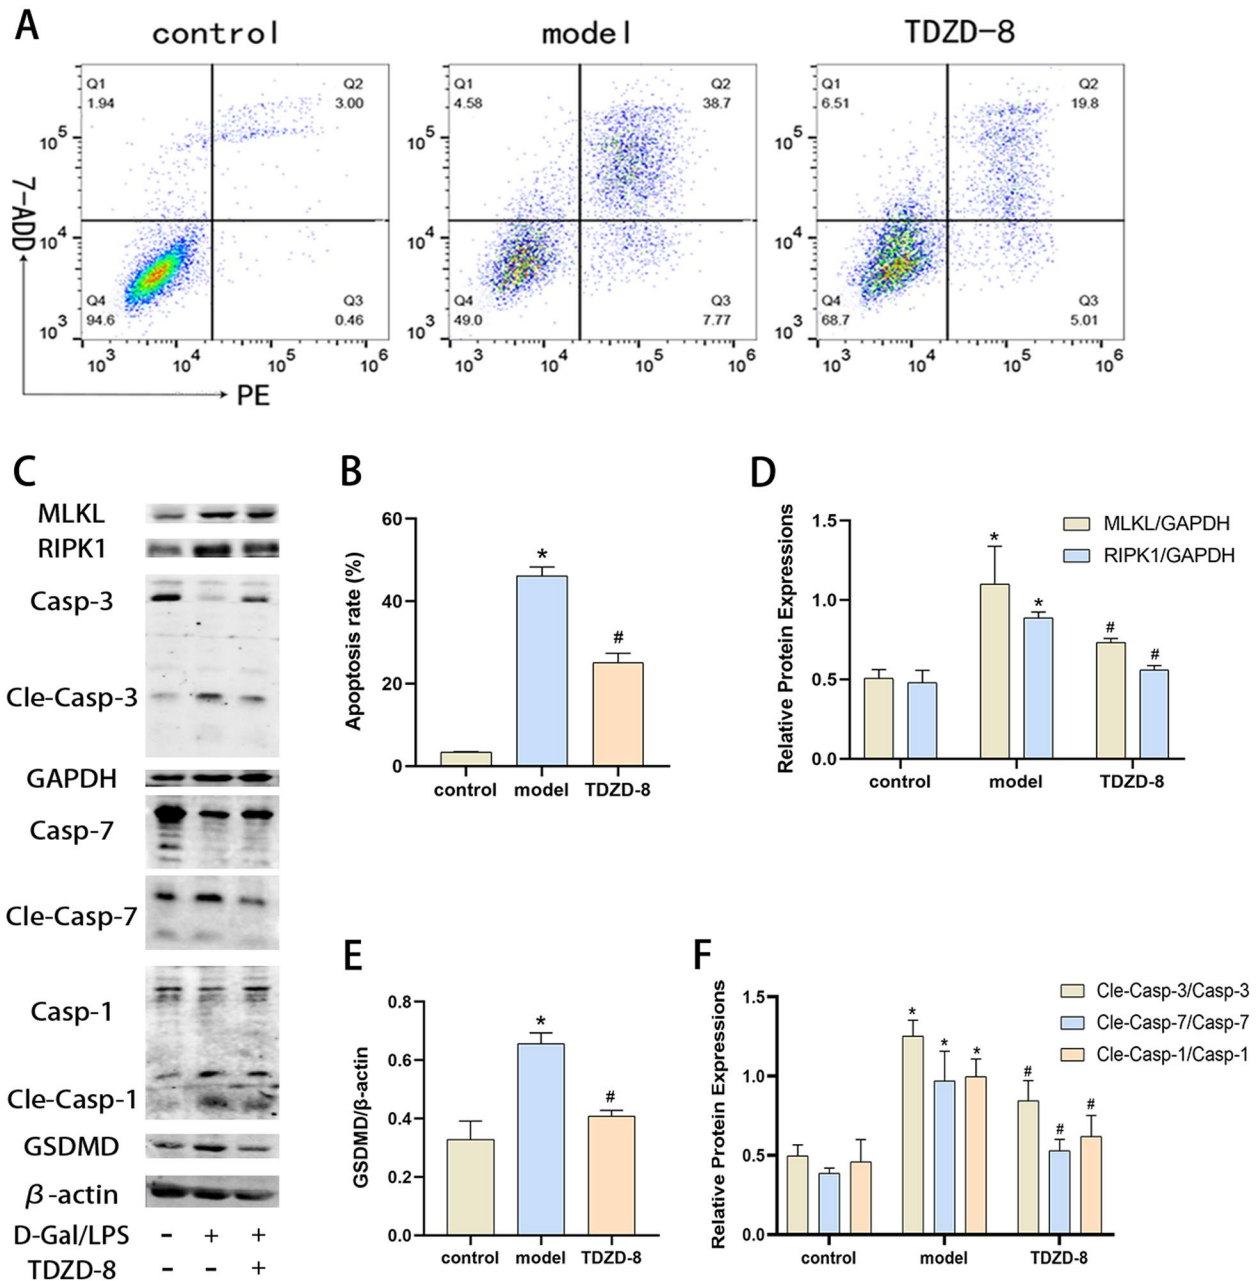 A
control
model
TDZD-8
Q1
1.94
Q2
3.00
Q4
94.6
Q3
0.46
Q1
4.58
Q2
38.7
Q4
49.0
Q3
7.77
Q1
6.51
Q2
19.8
Q4
68.7
Q3
5.01
10^5
10^4
10^3
10^5
10^4
10^3
10^5
10^4
10^3
10^3 10^4 10^5 10^6
10^3 10^4 10^5 10^6
10^3 10^4 10^5 10^6
7-ADD
PE
C
MLKL
RIPK1
Casp-3
Cle-Casp-3
GAPDH
Casp-7
Cle-Casp-7
Casp-1
Cle-Casp-1
GSDMD
β-actin
D-Gal/LPS - + +
TDZD-8 - - +
B
Apoptosis rate (%)
60
40
20
0
*
#
control model TDZD-8
D
Relative Protein Expressions
1.5
1.0
0.5
0.0
MLKL/GAPDH
RIPK1/GAPDH
* *
# #
control model TDZD-8
E
GSDMD/β-actin
0.8
0.6
0.4
0.2
0.0
*
#
control model TDZD-8
F
Relative Protein Expressions
1.5
1.0
0.5
0.0
Cle-Casp-3/Casp-3
Cle-Casp-7/Casp-7
Cle-Casp-1/Casp-1
* * *
# # #
control model TDZD-8